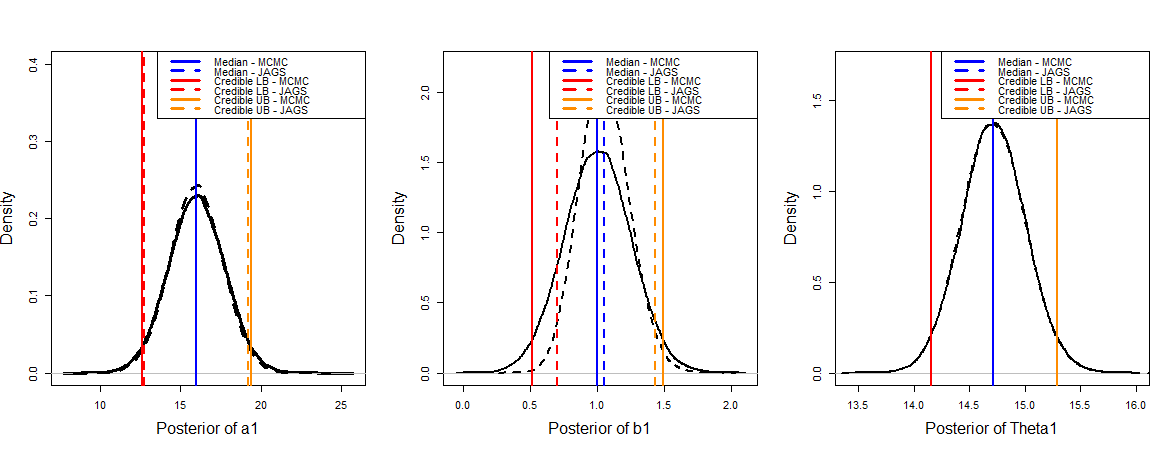 Density
0.0 0.1 0.2 0.3 0.4
Median - MCMC
Median - JAGS
Credible LB - MCMC
Credible LB - JAGS
Credible UB - MCMC
Credible UB - JAGS
10 15 20 25
Posterior of a1
Density
0.0 0.5 1.0 1.5 2.0
Median - MCMC
Median - JAGS
Credible LB - MCMC
Credible LB - JAGS
Credible UB - MCMC
Credible UB - JAGS
0.0 0.5 1.0 1.5 2.0
Posterior of b1
Density
0.0 0.5 1.0 1.5
Median - MCMC
Median - JAGS
Credible LB - MCMC
Credible LB - JAGS
Credible UB - MCMC
Credible UB - JAGS
13.5 14.0 14.5 15.0 15.5 16.0
Posterior of Theta1